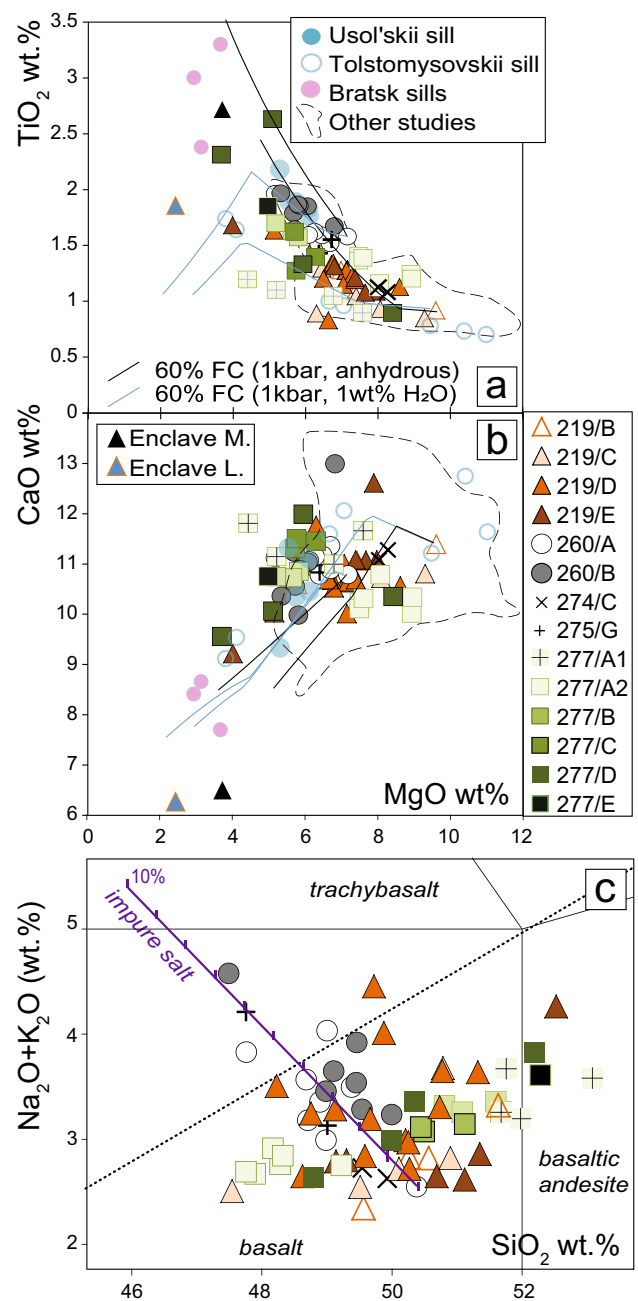 TiO₂ wt.%
3.5
3
2.5
2
1.5
1
0.5
0
Usol'skii sill
Tolstomysovskii sill
Bratsk sills
Other studies
60% FC (1kbar, anhydrous)
60% FC (1kbar, 1wt% H₂O)
a
CaO wt%
13
12
11
10
9
8
7
6
Enclave M.
Enclave L.
b
MgO wt%
0 2 4 6 8 10 12
219/B
219/C
219/D
219/E
260/A
260/B
274/C
275/G
277/A1
277/A2
277/B
277/C
277/D
277/E
Na₂O+K₂O (wt.%)
5
4
3
2
10%
impure salt
trachybasalt
c
basaltic
andesite
basalt
SiO₂ wt.%
46 48 50 52